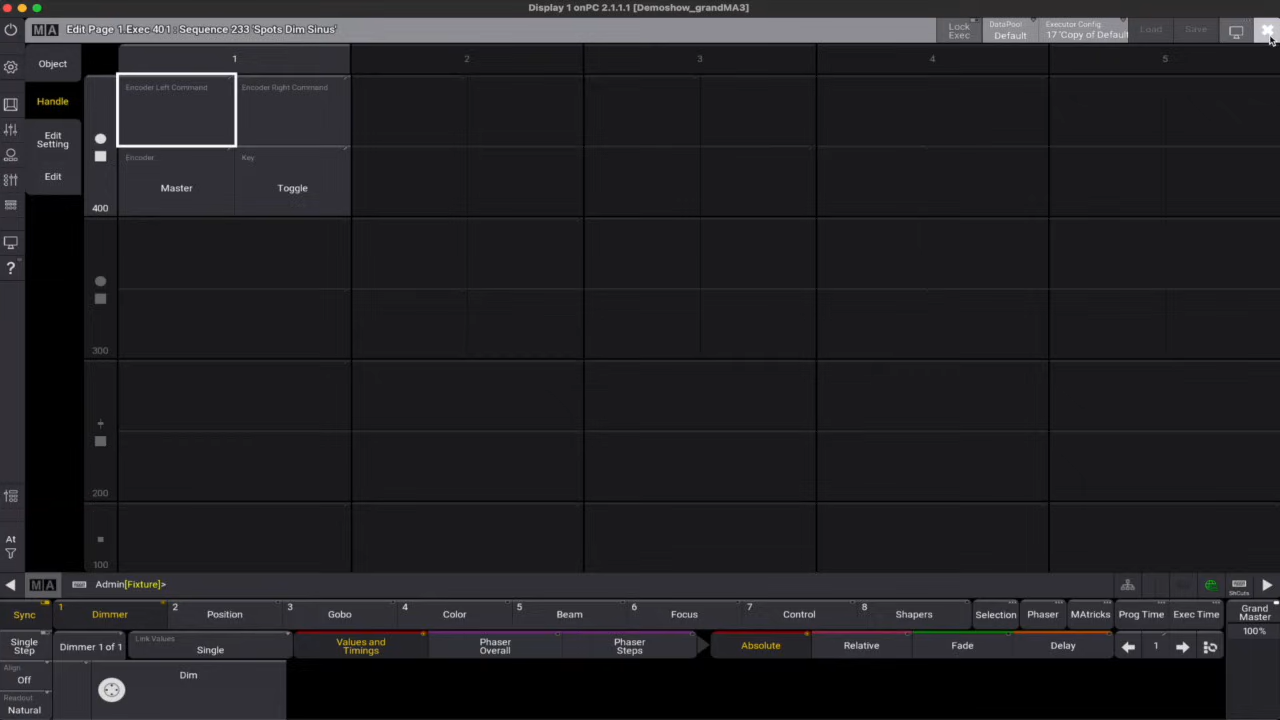 Display 1 onPC 2.1.1.1 [Demoshow_grandMA3]
MA Edit Page 1.Exec 401 : Sequence 233 'Spots Dim Sinus'
Lock Exec
DataPool
Default
Executor Config
17 'Copy of Defaul
Load
Save
Object
Handle
Edit Setting
Edit
1 2 3 4 5
Encoder Left Command
Encoder Right Command
Encoder
Master
Key
Toggle
400
300
200
100
?
At
MA Admin[Fixture]>
ShCuts
Sync
1 Dimmer
2 Position
3 Gobo
4 Color
5 Beam
6 Focus
7 Control
8 Shapers
Selection
Phaser
MAtricks
Prog Time
Exec Time
Grand Master
100%
Single Step
Dimmer 1 of 1
Link Values
Single
Values and Timings
Phaser Overall
Phaser Steps
Absolute
Relative
Fade
Delay
1
Align.
Off
Readout
Natural
Dim